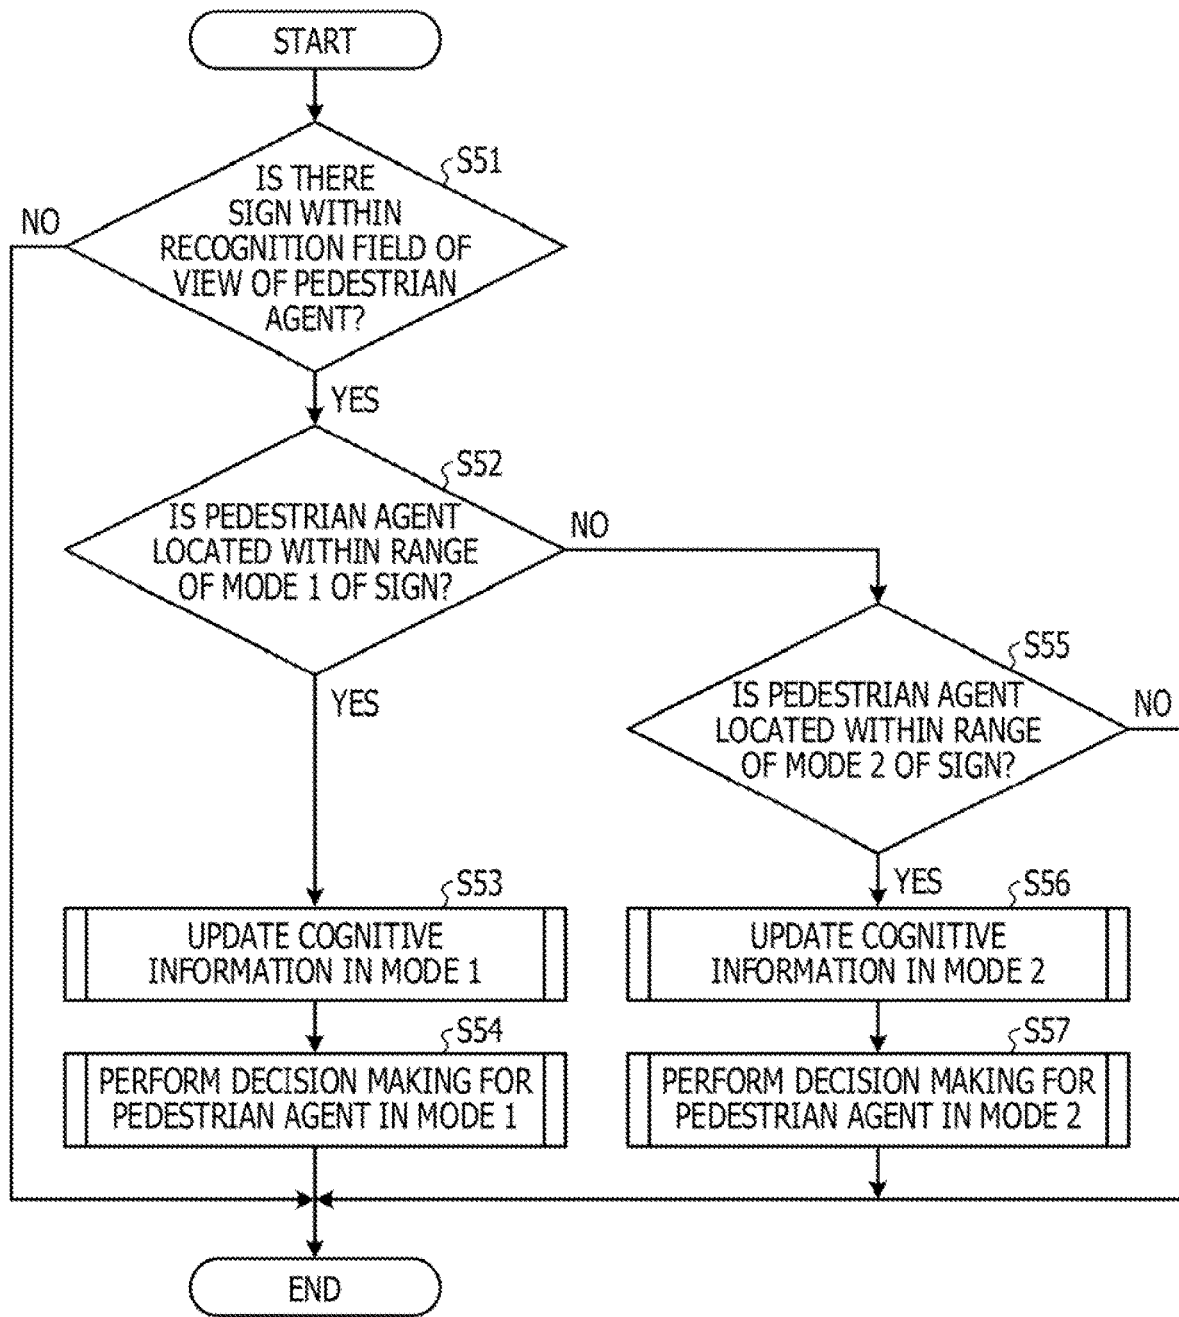 START
S51
IS THERE
SIGN WITHIN
RECOGNITION FIELD OF
VIEW OF PEDESTRIAN
AGENT?
NO
YES
S52
IS PEDESTRIAN AGENT
LOCATED WITHIN RANGE
OF MODE 1 OF SIGN?
NO
YES
S55
IS PEDESTRIAN AGENT
LOCATED WITHIN RANGE
OF MODE 2 OF SIGN?
NO
YES
S53
UPDATE COGNITIVE
INFORMATION IN MODE 1
S56
UPDATE COGNITIVE
INFORMATION IN MODE 2
S54
PERFORM DECISION MAKING FOR
PEDESTRIAN AGENT IN MODE 1
S57
PERFORM DECISION MAKING FOR
PEDESTRIAN AGENT IN MODE 2
END